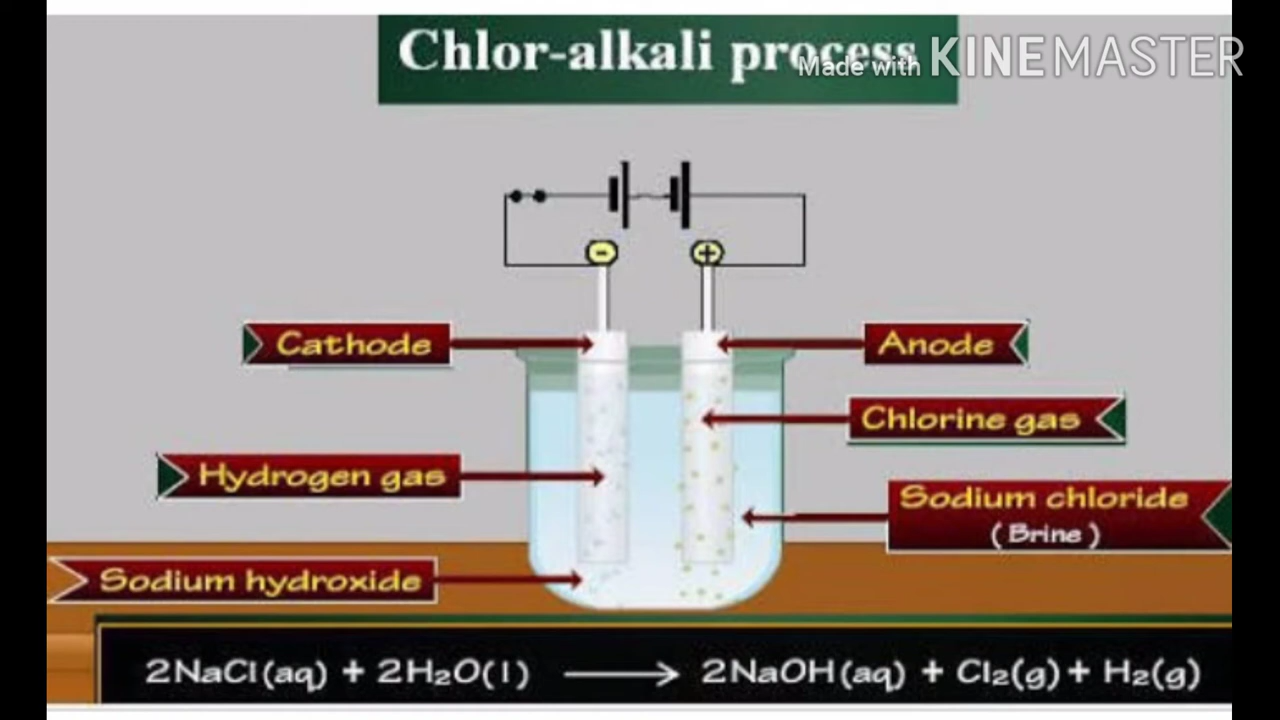 Chlor-alkali process
Made with KINEMASTER
-
+
Cathode
Anode
Chlorine gas
Hydrogen gas
Sodium chloride
( Brine )
Sodium hydroxide
2NaCl(aq) + 2H₂O(l) ⟶ 2NaOH(aq) + Cl₂(g) + H₂(g)